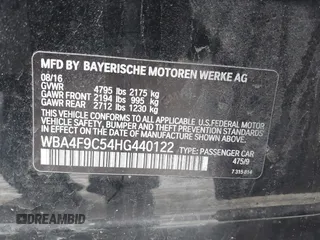 MFD BY BAYERISCHE MOTOREN WERKE AG
08/16
GVWR 4795 lbs 2175 kg
GAWR FRONT 2194 lbs 995 kg
GAWR REAR 2712 lbs 1230 kg
THIS VEHICLE CONFORMS TO ALL APPLICABLE
U.S.FEDERAL MOTOR
VEHICLE SAFETY, BUMPER, AND THEFT PREVENTION
STANDARDS IN EFFECT ON THE DATE OF
MANUFACTURE SHOWN ABOVE.
WBA4F9C54HG440122
TYPE: PASSENGER CAR
475/9
DREAMBID